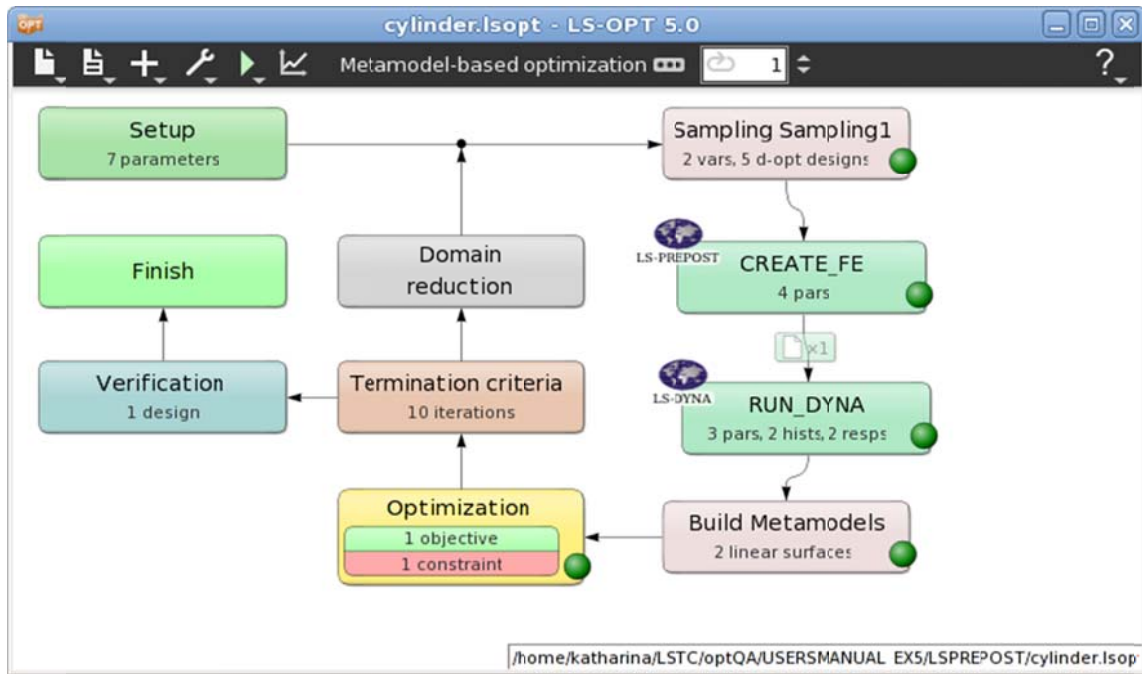 OPT
cylinder.lsopt - LS-OPT 5.0
Metamodel-based optimization
1
?
Setup
7 parameters
Sampling Sampling1
2 vars, 5 d-opt designs
Finish
Domain
reduction
LS-PREPOST
CREATE_FE
4 pars
x1
Verification
1 design
Termination criteria
10 iterations
LS-DYNA
RUN_DYNA
3 pars, 2 hists, 2 resps
Optimization
1 objective
1 constraint
Build Metamodels
2 linear surfaces
/home/katharina/LSTC/optQA/USERSMANUAL_EX5/LSPREPOST/cylinder.lsop